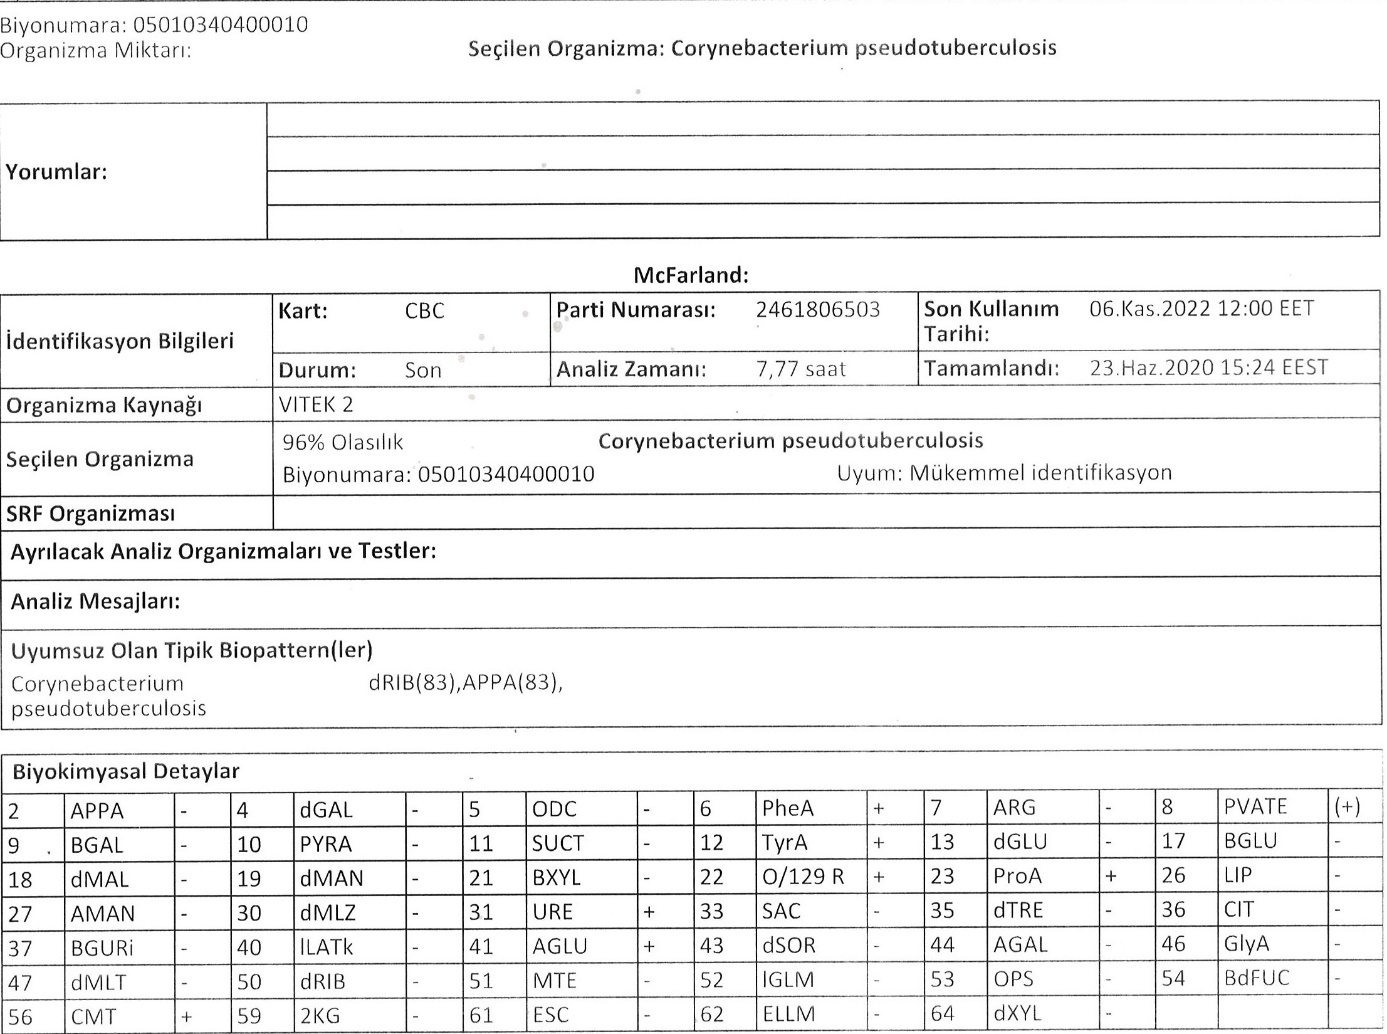 Biyonumara: 05010340400010
Organizma Miktarı:
Seçilen Organizma: Corynebacterium pseudotuberculosis
Yorumlar:
McFarland:
İdentifikasyon Bilgileri
Kart: CBC
Parti Numarası: 2461806503
Son Kullanım Tarihi: 06.Kas.2022 12:00 EET
Durum: Son
Analiz Zamanı: 7,77 saat
Tamamlandı: 23.Haz.2020 15:24 EEST
Organizma Kaynağı VITEK 2
Seçilen Organizma
96% Olasılık Corynebacterium pseudotuberculosis
Biyonumara: 05010340400010 Uyum: Mükemmel identifikasyon
SRF Organizması
Ayrılacak Analiz Organizmaları ve Testler:
Analiz Mesajları:
Uyumsuz Olan Tipik Biopattern(ler)
Corynebacterium pseudotuberculosis dRIB(83),APPA(83),
Biyokimyasal Detaylar
2 APPA - 4 dGAL - 5 ODC - 6 PheA + 7 ARG - 8 PVATE (+)
9 BGAL - 10 PYRA - 11 SUCT - 12 TyrA + 13 dGLU - 17 BGLU -
18 dMAL - 19 dMAN - 21 BXYL - 22 O/129 R + 23 ProA + 26 LIP -
27 AMAN - 30 dMLZ - 31 URE + 33 SAC - 35 dTRE - 36 CIT -
37 BGURi - 40 lLATk - 41 AGLU + 43 dSOR - 44 AGAL - 46 GlyA -
47 dMLT - 50 dRIB - 51 MTE - 52 lGLM - 53 OPS - 54 BdFUC -
56 CMT + 59 2KG - 61 ESC - 62 ELLM - 64 dXYL -